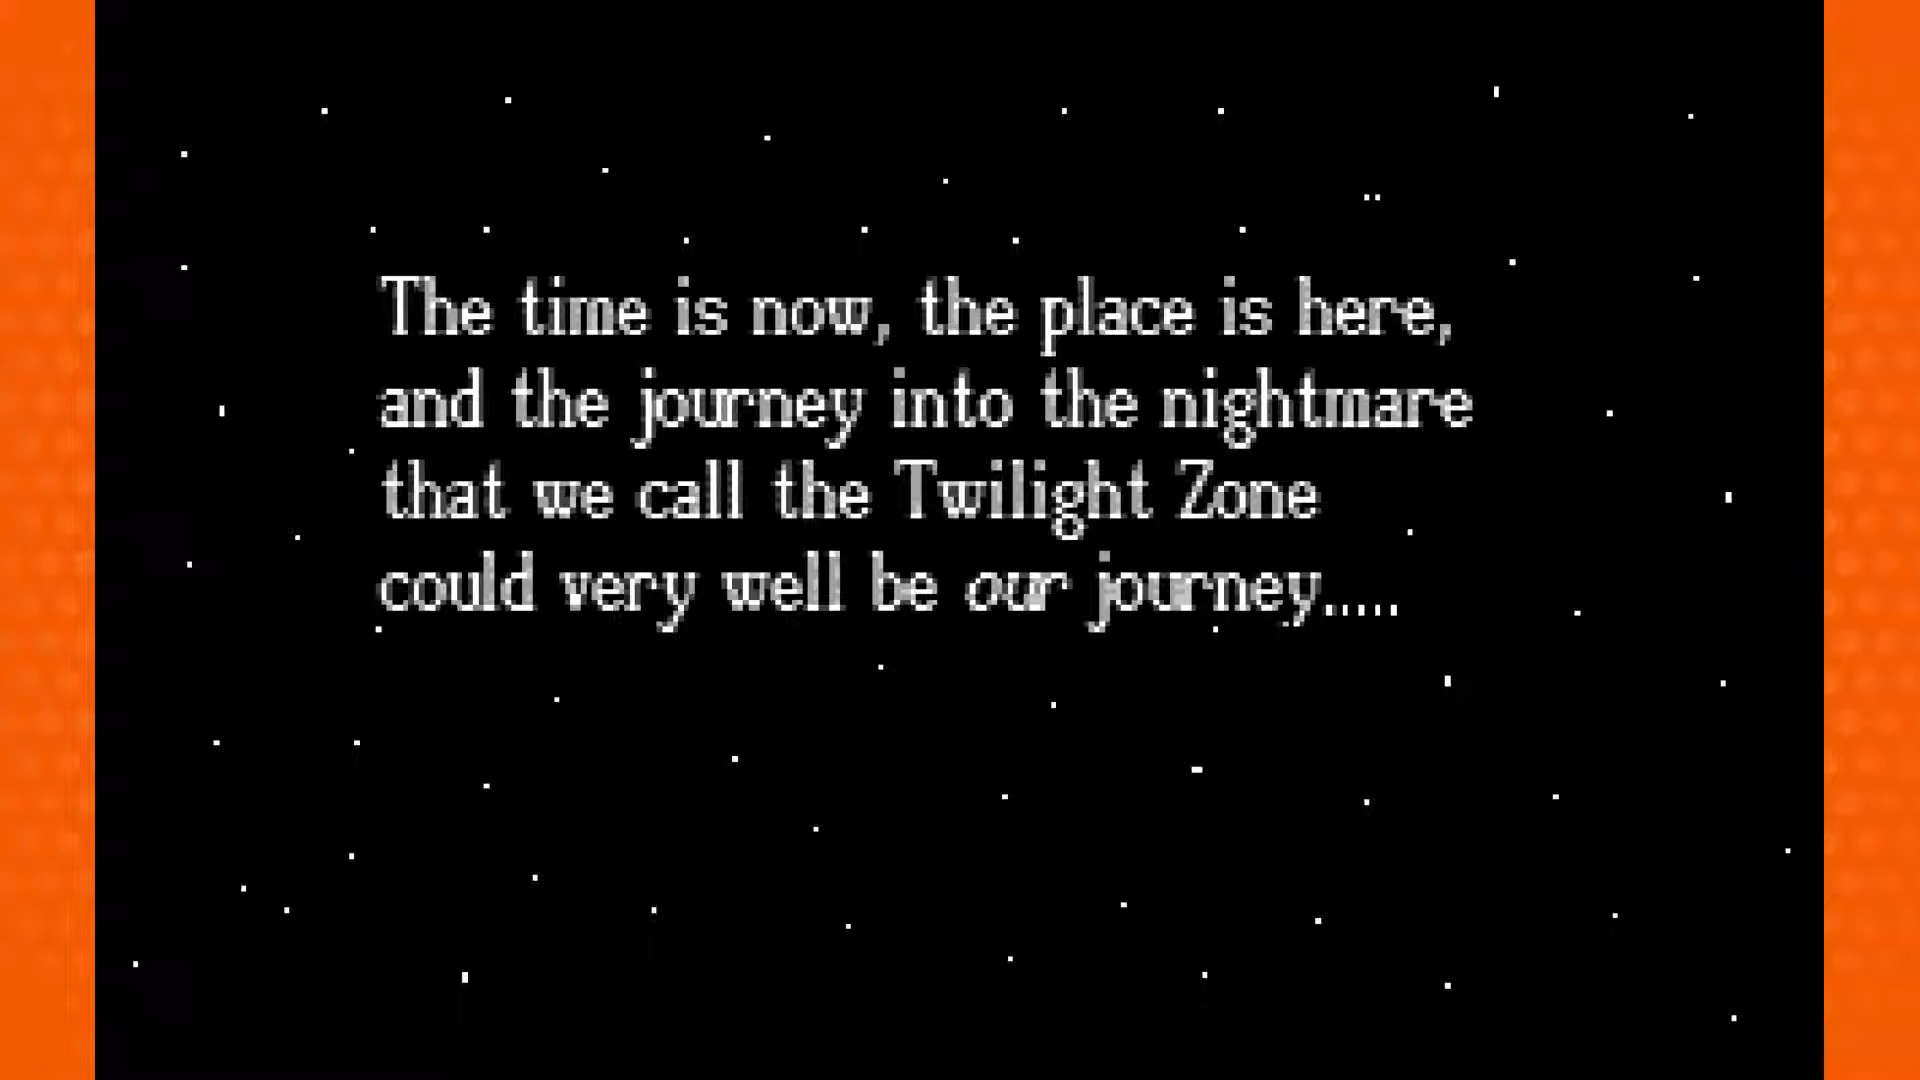 The time is now, the place is here,
and the journey into the nightmare
that we call the Twilight Zone
could very well be our journey.....